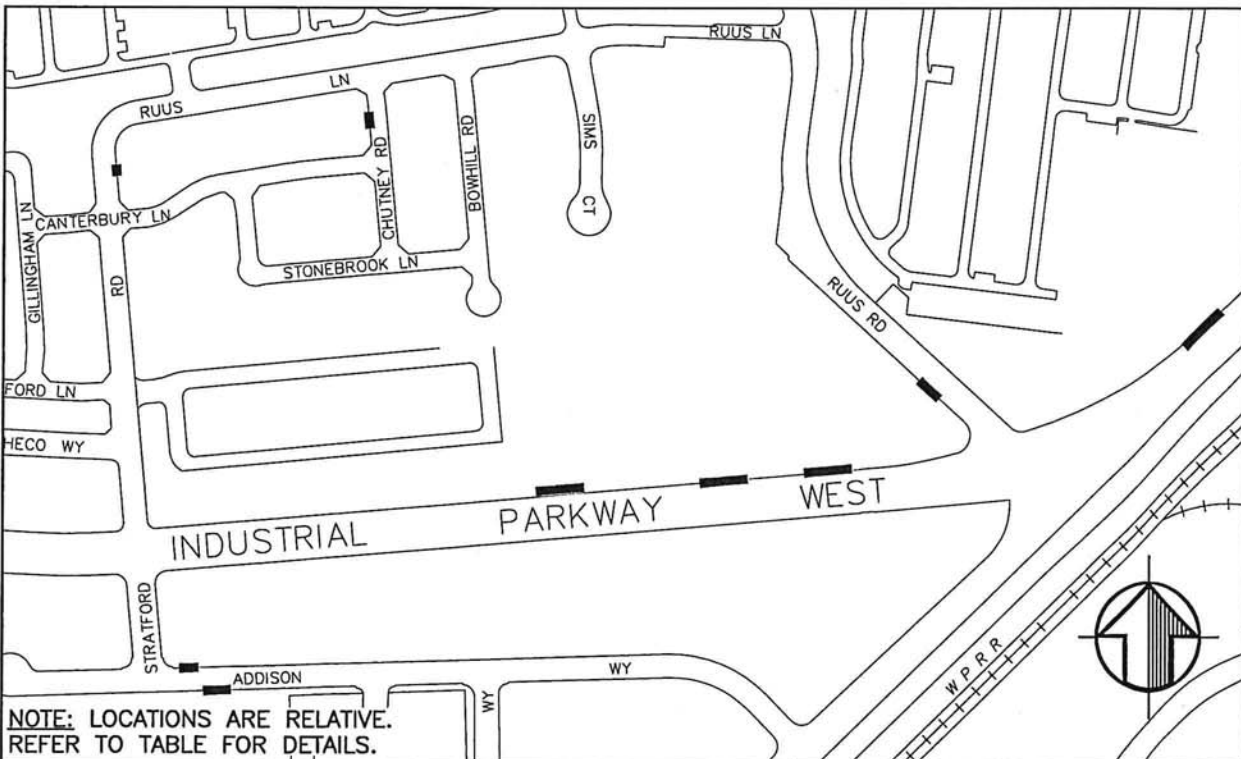 RUUS LN
RUUS LN
SIMS CT
CHUTNEY RD
BOWHILL RD
GILLINGHAM LN
CANTERBURY LN
STONEBROOK LN
RD
RUUS RD
FORD LN
HECO WY
INDUSTRIAL PARKWAY WEST
STRATFORD
ADDISON WY
WY
W P R R
NOTE: LOCATIONS ARE RELATIVE.
REFER TO TABLE FOR DETAILS.